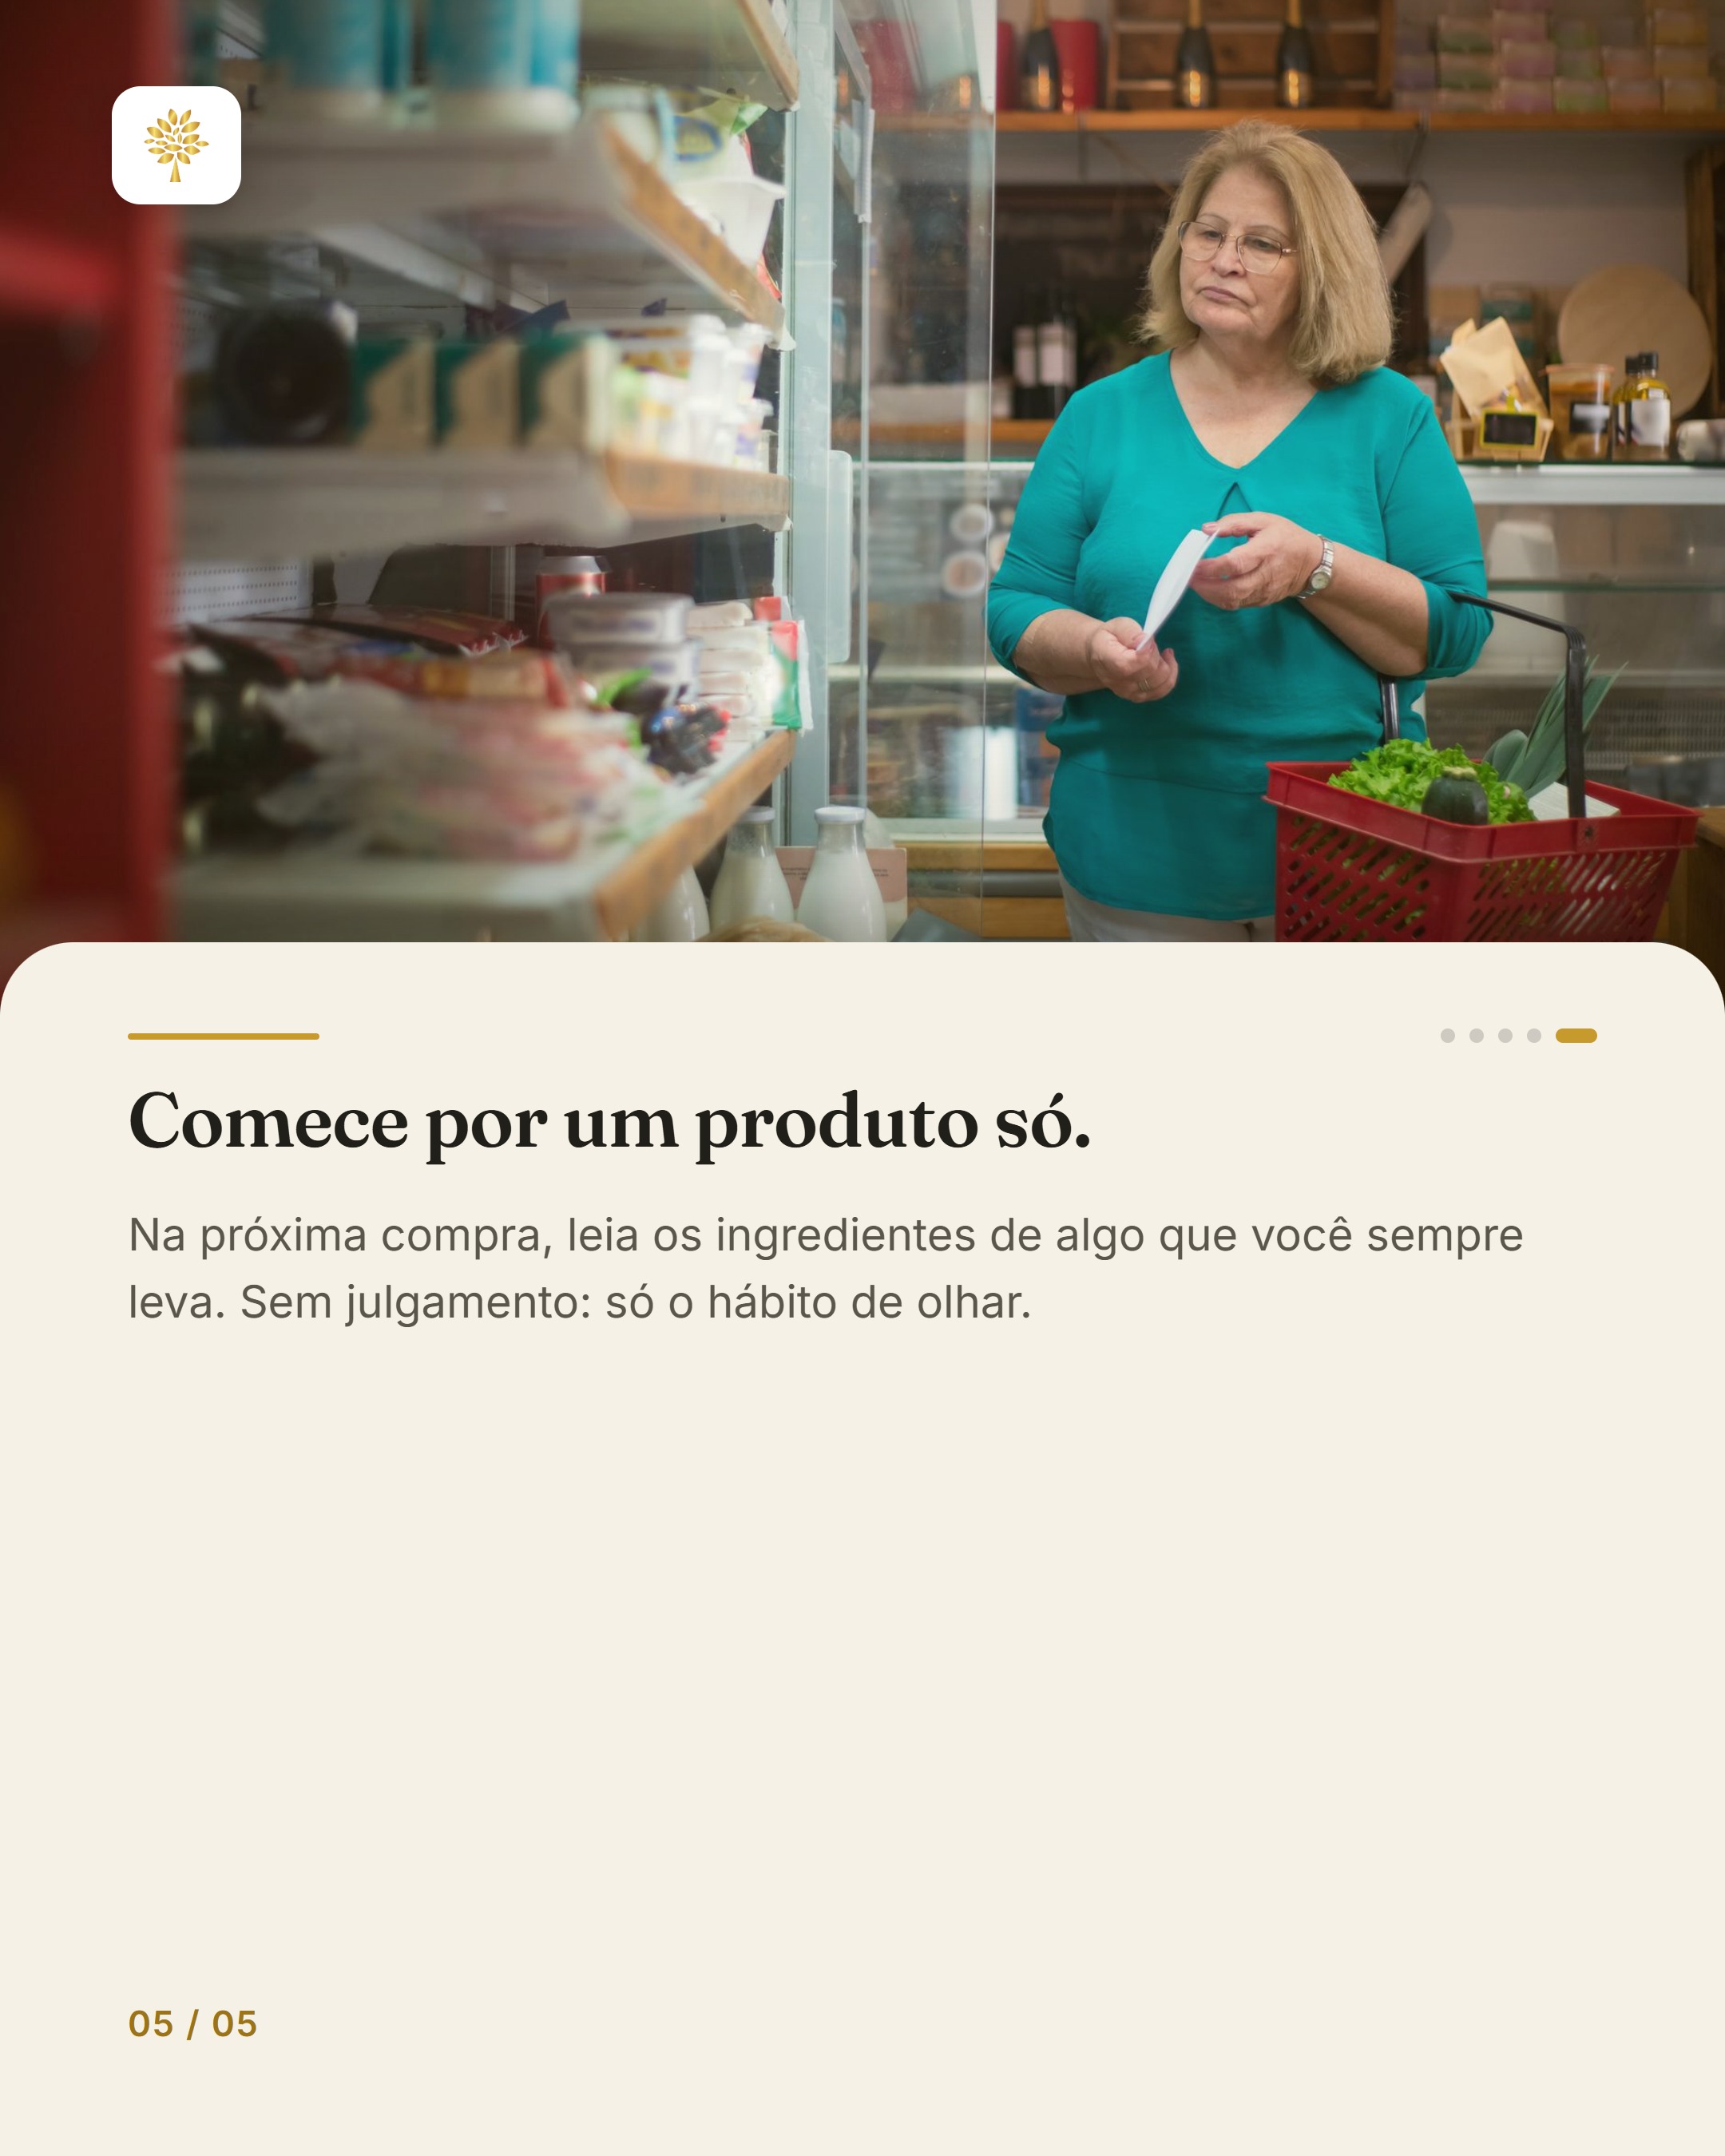 Comece por um produto só.
Na próxima compra, leia os ingredientes de algo que você sempre
leva. Sem julgamento: só o hábito de olhar.
05 / 05